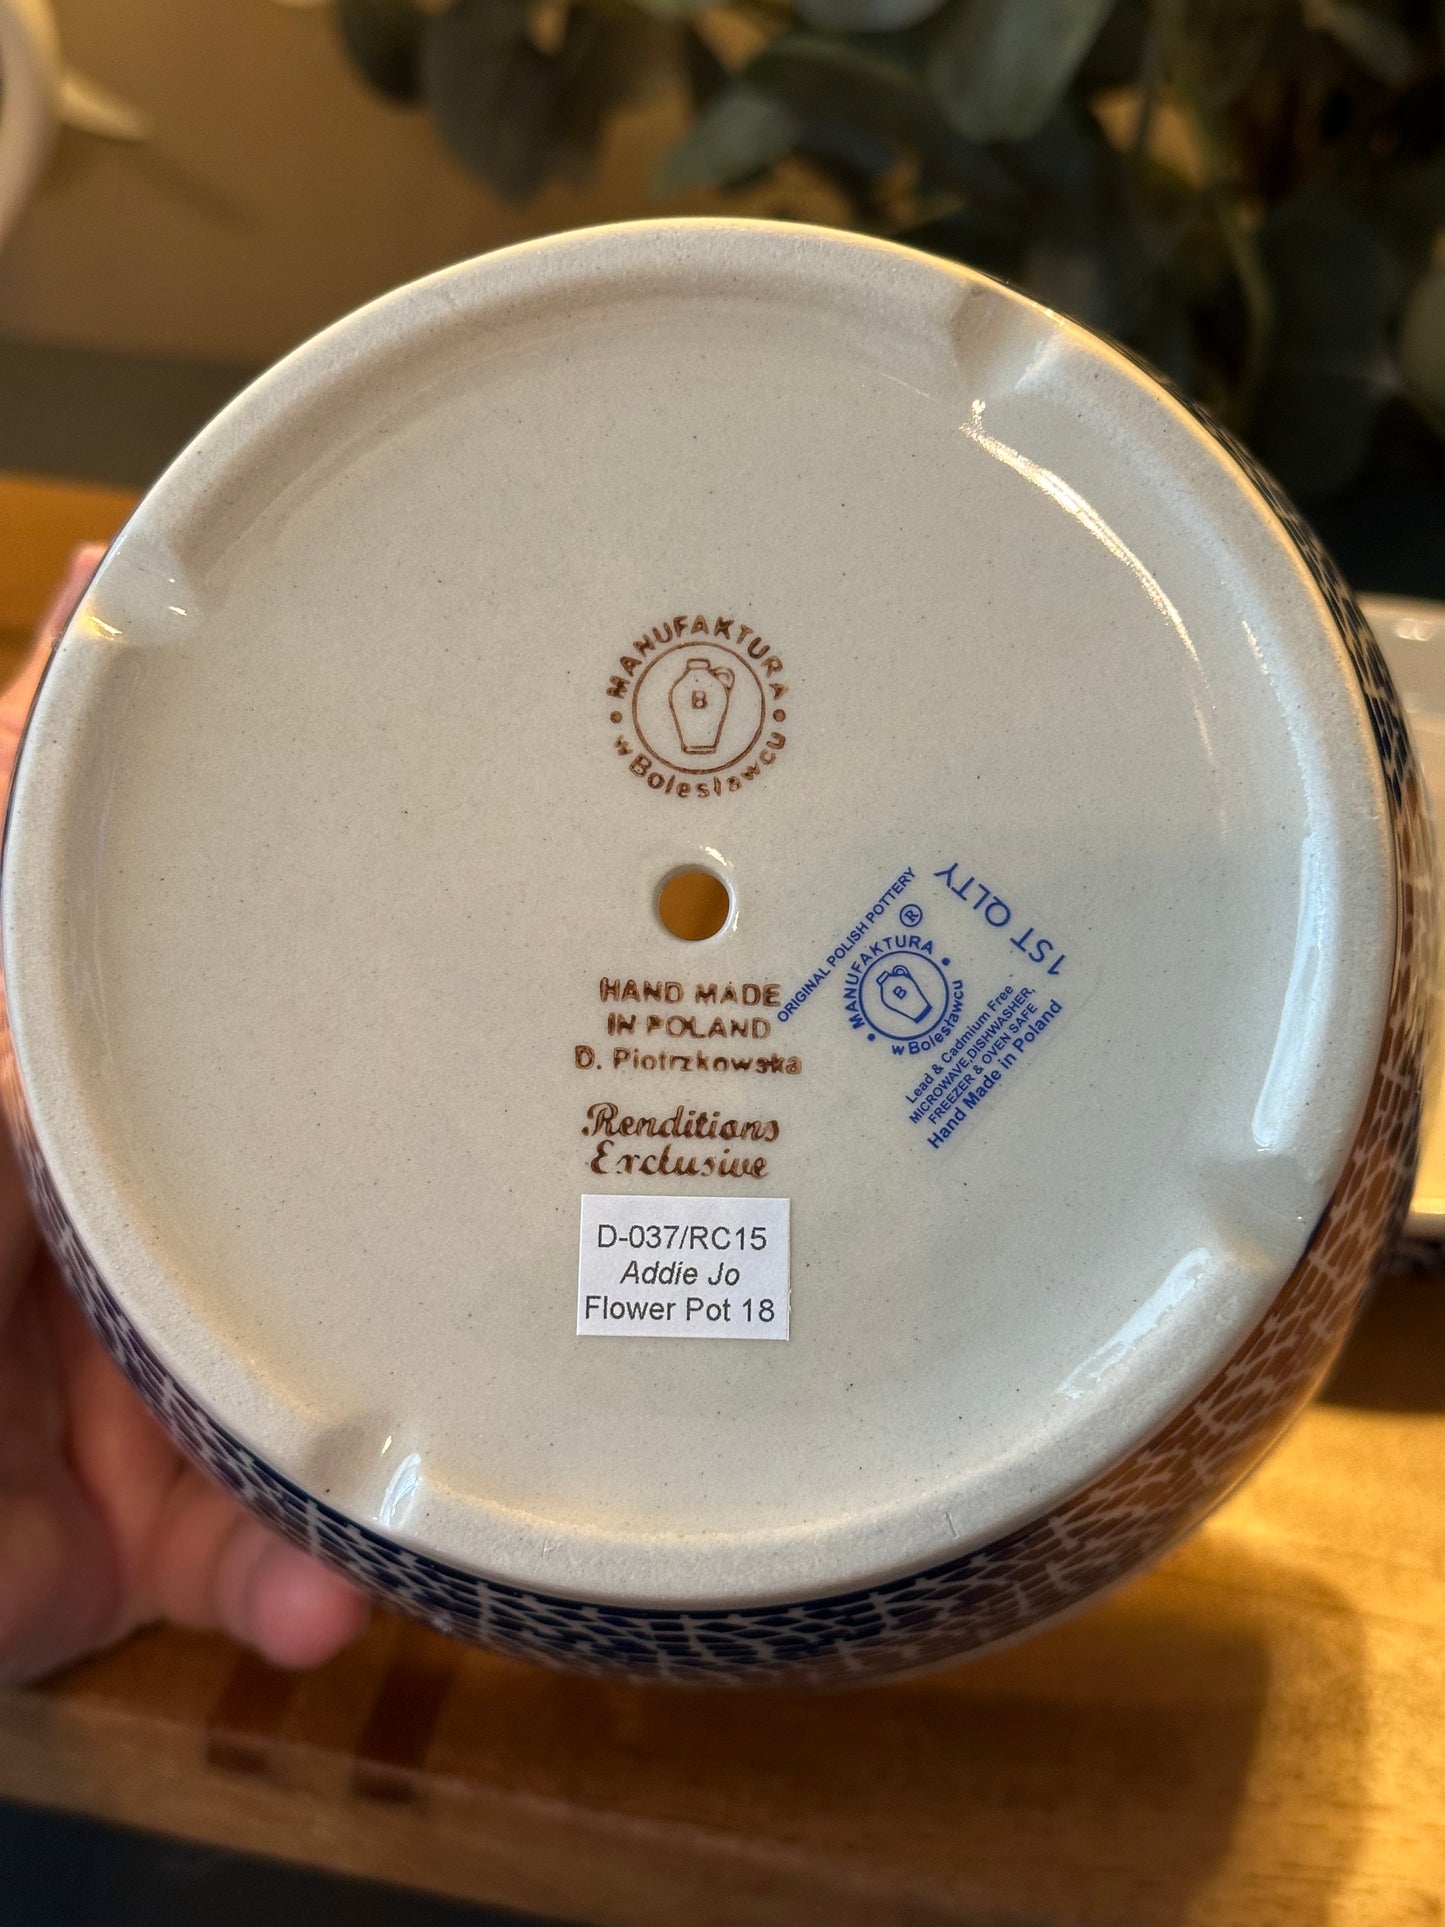 MANUFAKTURA
B
w Bolesławcu
HAND MADE
IN POLAND
D. Piotrzkowska
Renditions
Exclusive
D-037/RC15
Addie Jo
Flower Pot 18
1ST QLTY
ORIGINAL POLISH POTTERY
®
MANUFAKTURA
B
w Bolesławcu
Lead & Cadmium Free
MICROWAVE,DISHWASHER,
FREEZER & OVEN SAFE
Hand Made in Poland